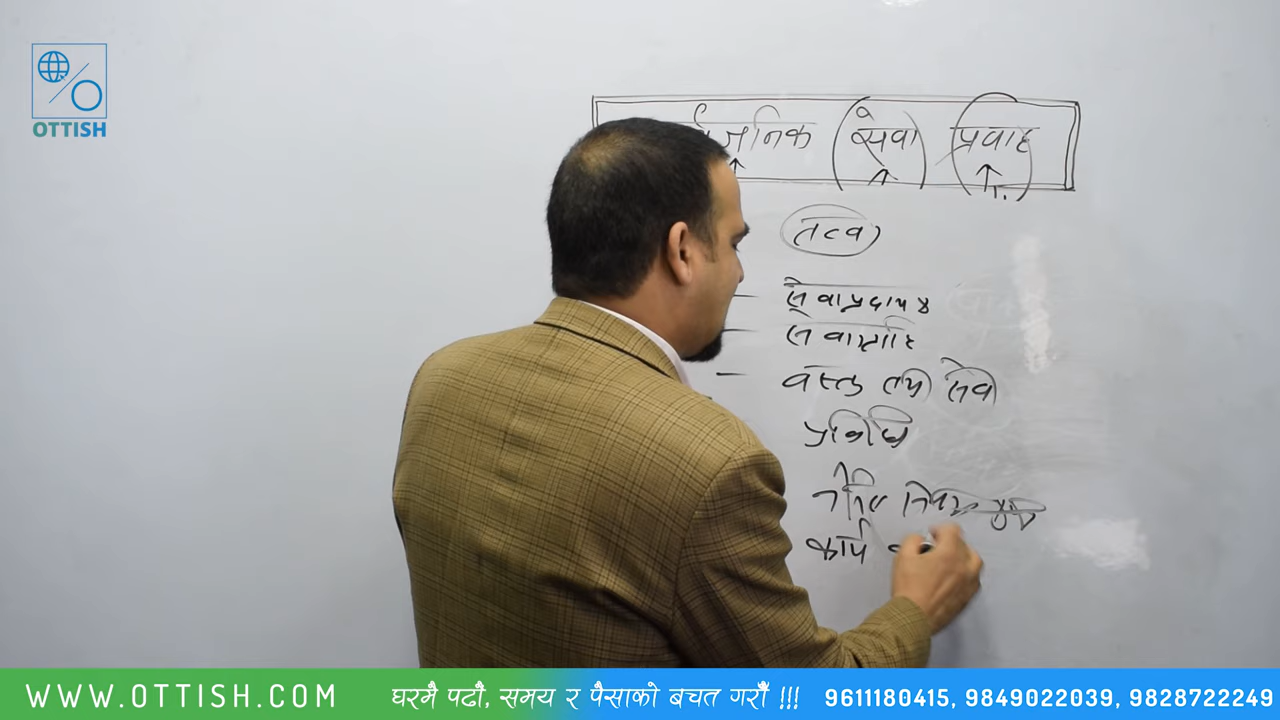 OTTISH
जनिक सेवा प्रवाह
तत्व
सेवाप्रदायक
सेवाग्राहि
वस्तु तथा सेवा
प्रविधि
नीति नियम
कार्य
WWW.OTTISH.COM घरमै पढौं, समय र पैसाको बचत गरौं !!! 9611180415, 9849022039, 9828722249